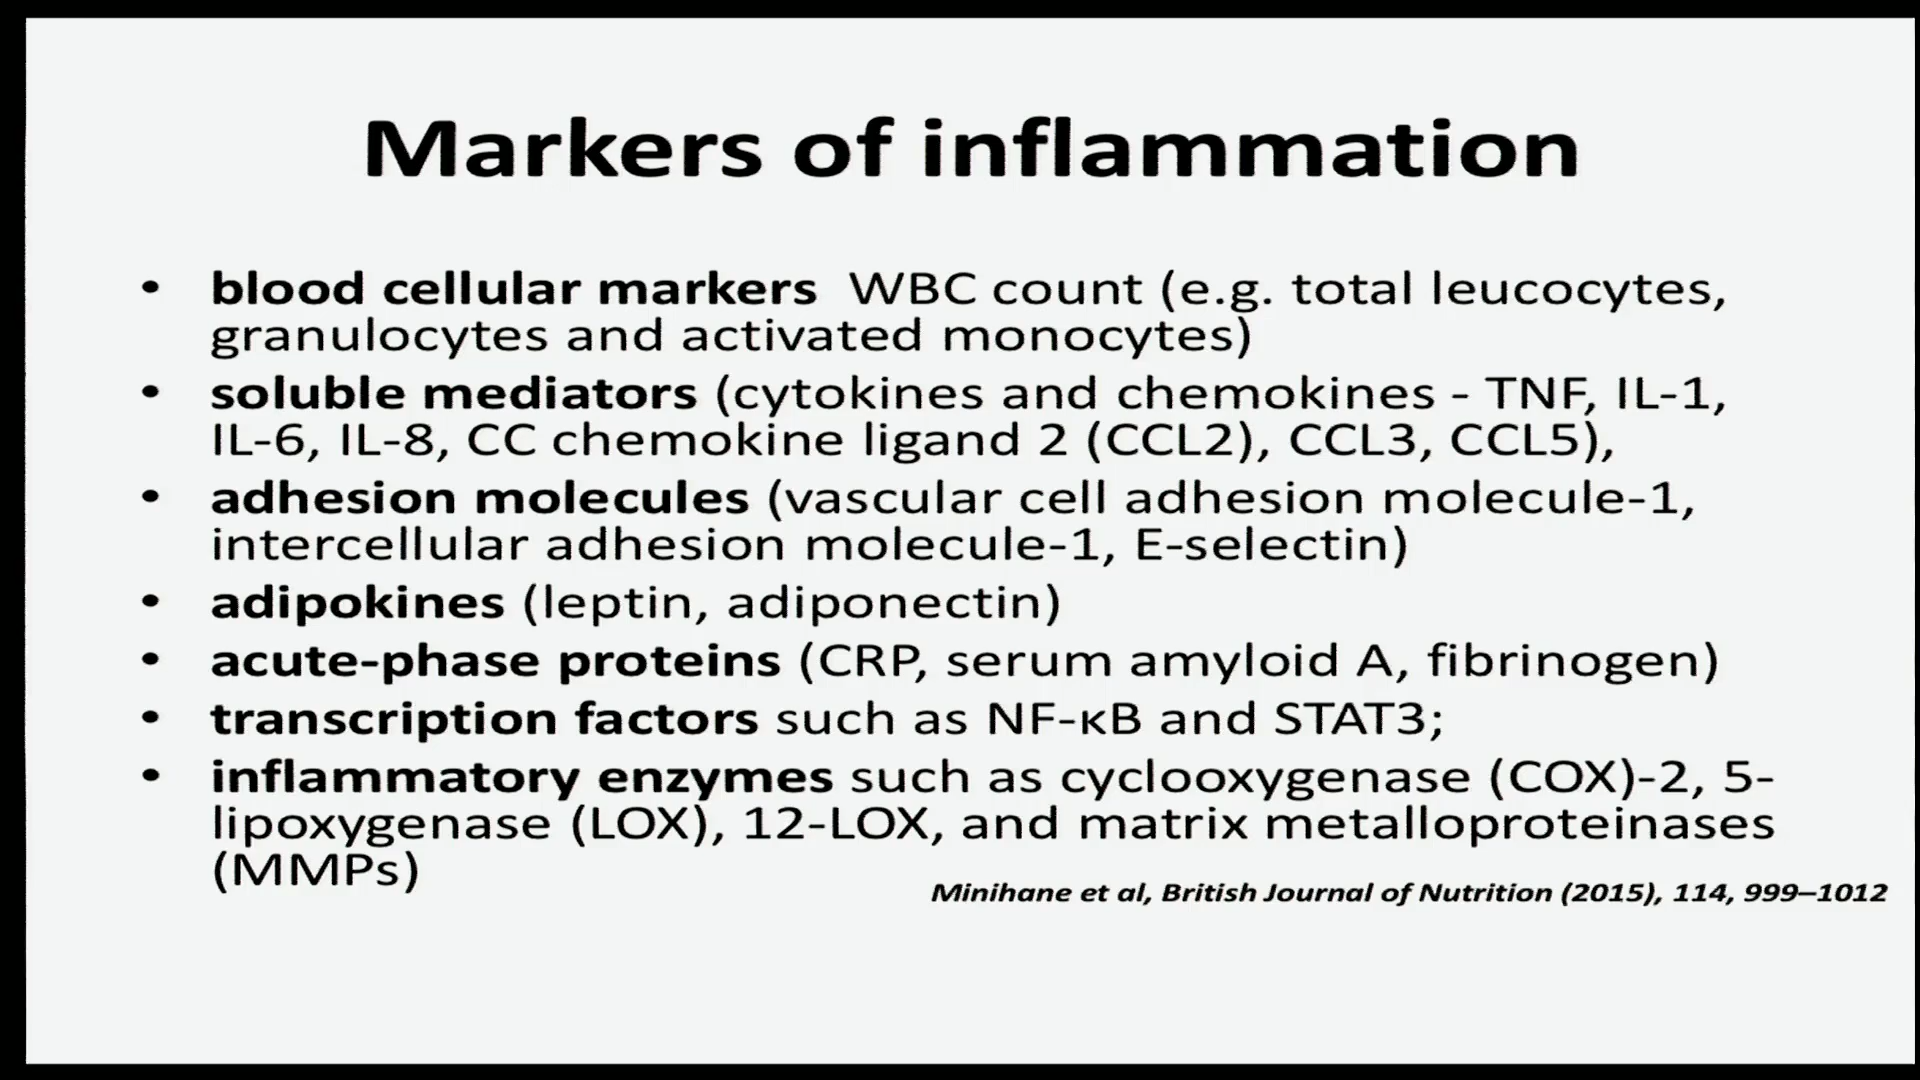 Markers of inflammation
• blood cellular markers WBC count (e.g. total leucocytes,
granulocytes and activated monocytes)
• soluble mediators (cytokines and chemokines - TNF, IL-1,
IL-6, IL-8, CC chemokine ligand 2 (CCL2), CCL3, CCL5),
• adhesion molecules (vascular cell adhesion molecule-1,
intercellular adhesion molecule-1, E-selectin)
• adipokines (leptin, adiponectin)
• acute-phase proteins (CRP, serum amyloid A, fibrinogen)
• transcription factors such as NF-κB and STAT3;
• inflammatory enzymes such as cyclooxygenase (COX)-2, 5-
lipoxygenase (LOX), 12-LOX, and matrix metalloproteinases
(MMPs)
Minihane et al, British Journal of Nutrition (2015), 114, 999–1012